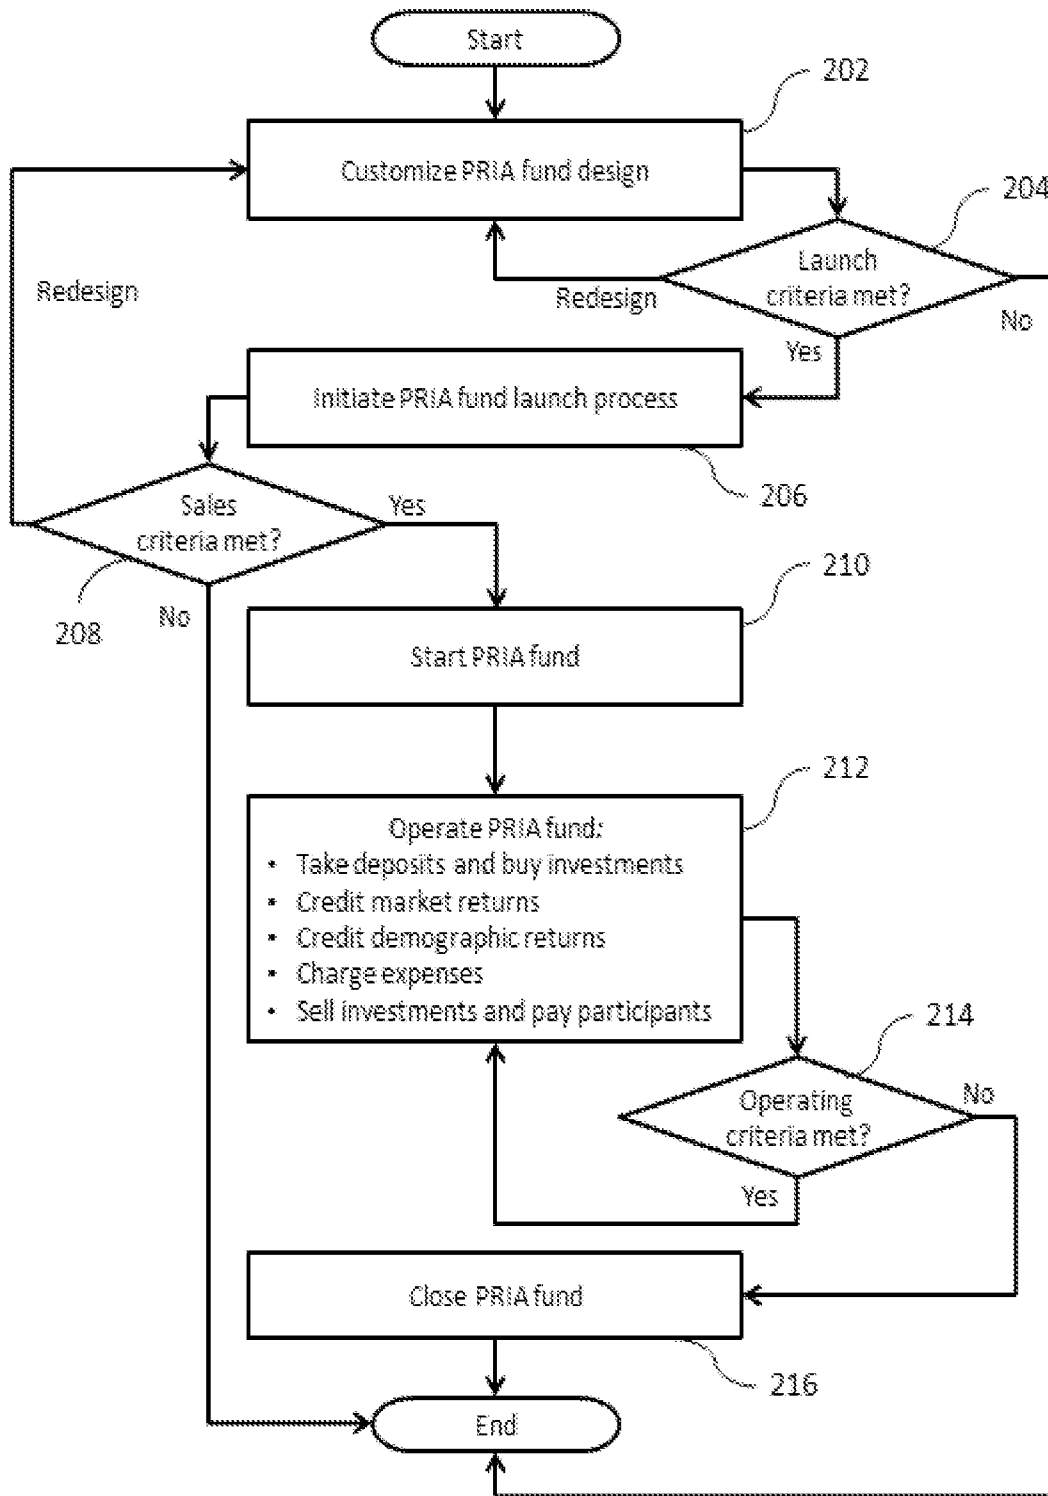 Start
202
Customize PRIA fund design
204
Launch
criteria met?
Redesign
Redesign
No
Yes
Initiate PRIA fund launch process
206
Sales
criteria met?
Yes
208
No
210
Start PRIA fund
212
Operate PRIA fund:
• Take deposits and buy investments
• Credit market returns
• Credit demographic returns
• Charge expenses
• Sell investments and pay participants
214
Operating
criteria met?
No
Yes
Close PRIA fund
216
End